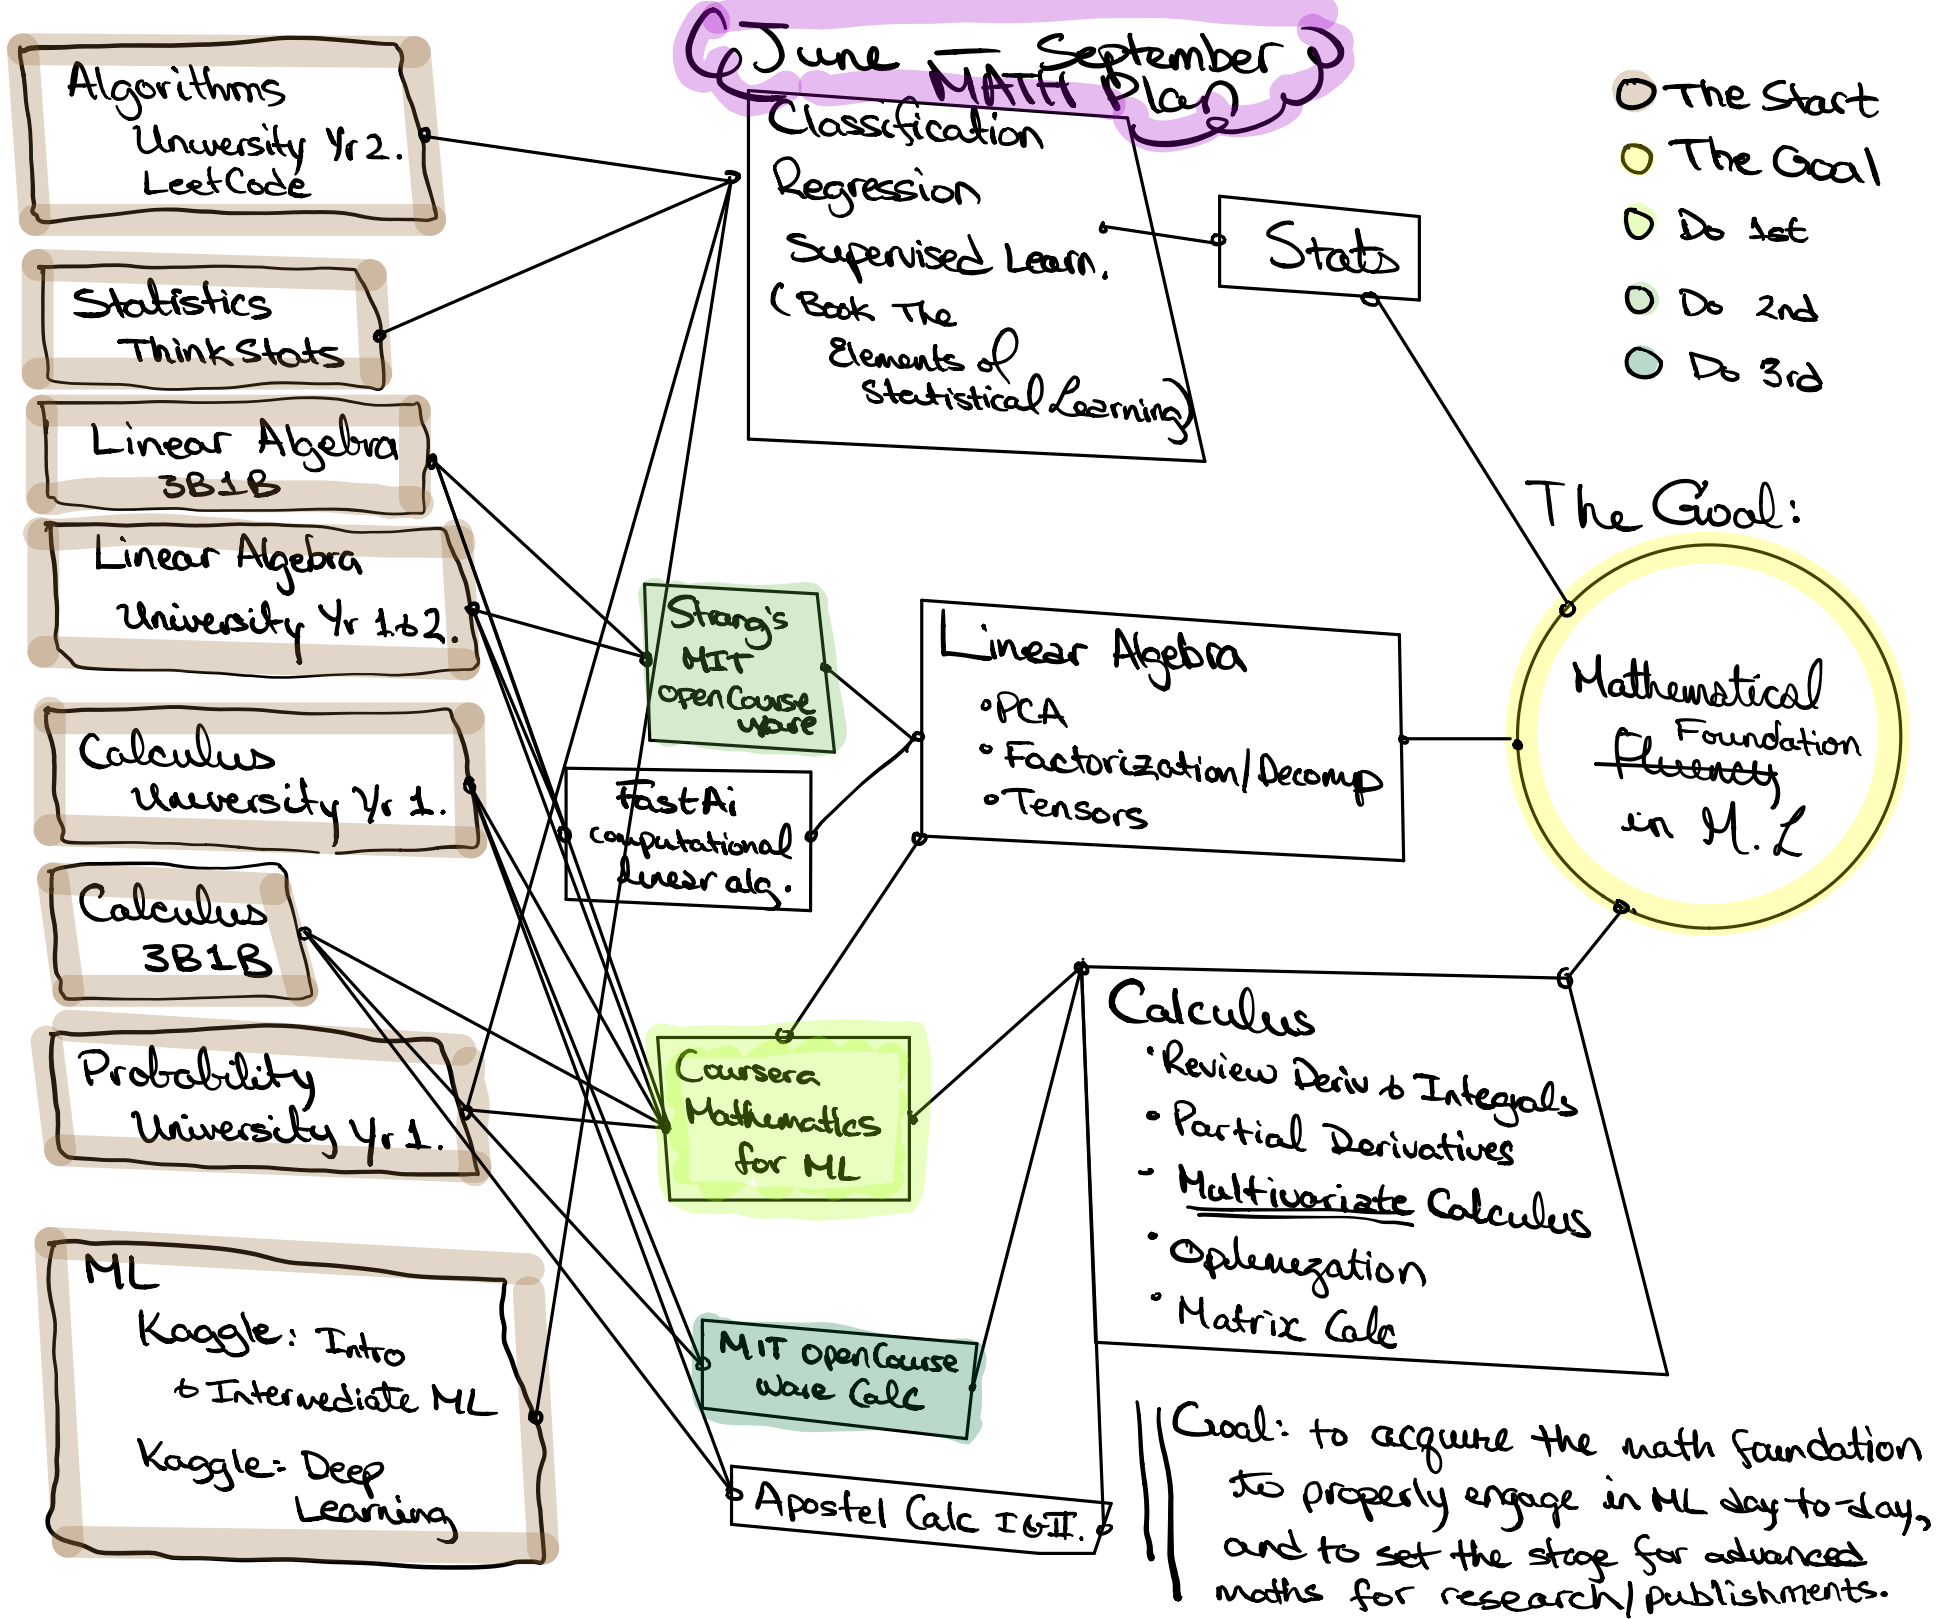 June — September
MATH Plan
Algorithms
University Yr 2.
LeetCode
Statistics
Think Stats
Linear Algebra
3B1B
Linear Algebra
University Yr 1 to 2.
Calculus
University Yr 1.
Calculus
3B1B
Probability
University Yr 1.
ML
Kaggle: Intro
to Intermediate ML
Kaggle: Deep
Learning
Classification
Regression
Supervised Learn.
(Book The
Elements of
Statistical Learning)
Stats
Strang's
MIT
openCourse
ware
FastAi
computational
linear alg.
Coursera
Mathematics
for ML
MIT openCourse
Ware Calc
Apostel Calc I & II.
Linear Algebra
• PCA
• Factorization/Decomp
• Tensors
Calculus
• Review Deriv & Integrals
• Partial Derivatives
- Multivariate Calculus
• Optimization
• Matrix Calc
The Start
The Goal
Do 1st
Do 2nd
Do 3rd
The Goal:
Mathematical
Foundation
Fluency
in M.L
Goal: to acquire the math foundation
to properly engage in ML day-to-day,
and to set the stage for advanced
maths for research/publishments.